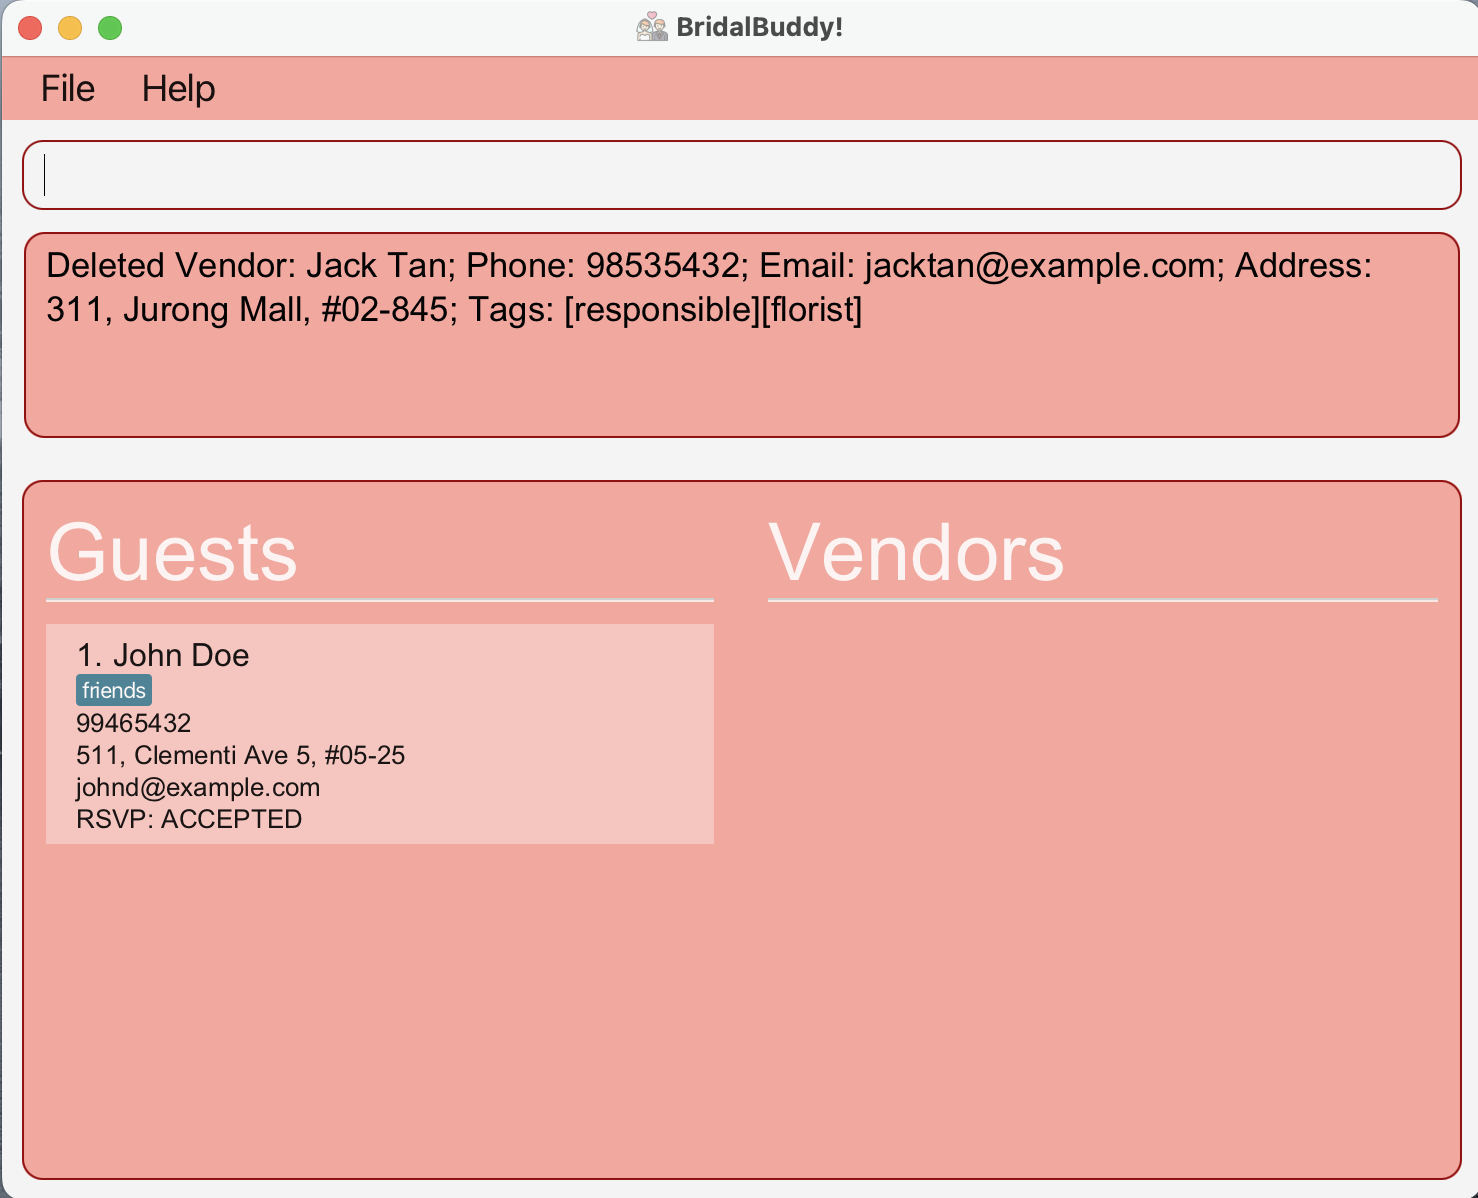 BridalBuddy!
File Help
Deleted Vendor: Jack Tan; Phone: 98535432; Email: jacktan@example.com; Address:
311, Jurong Mall, #02-845; Tags: [responsible][florist]
Guests
1. John Doe
friends
99465432
511, Clementi Ave 5, #05-25
johnd@example.com
RSVP: ACCEPTED
Vendors